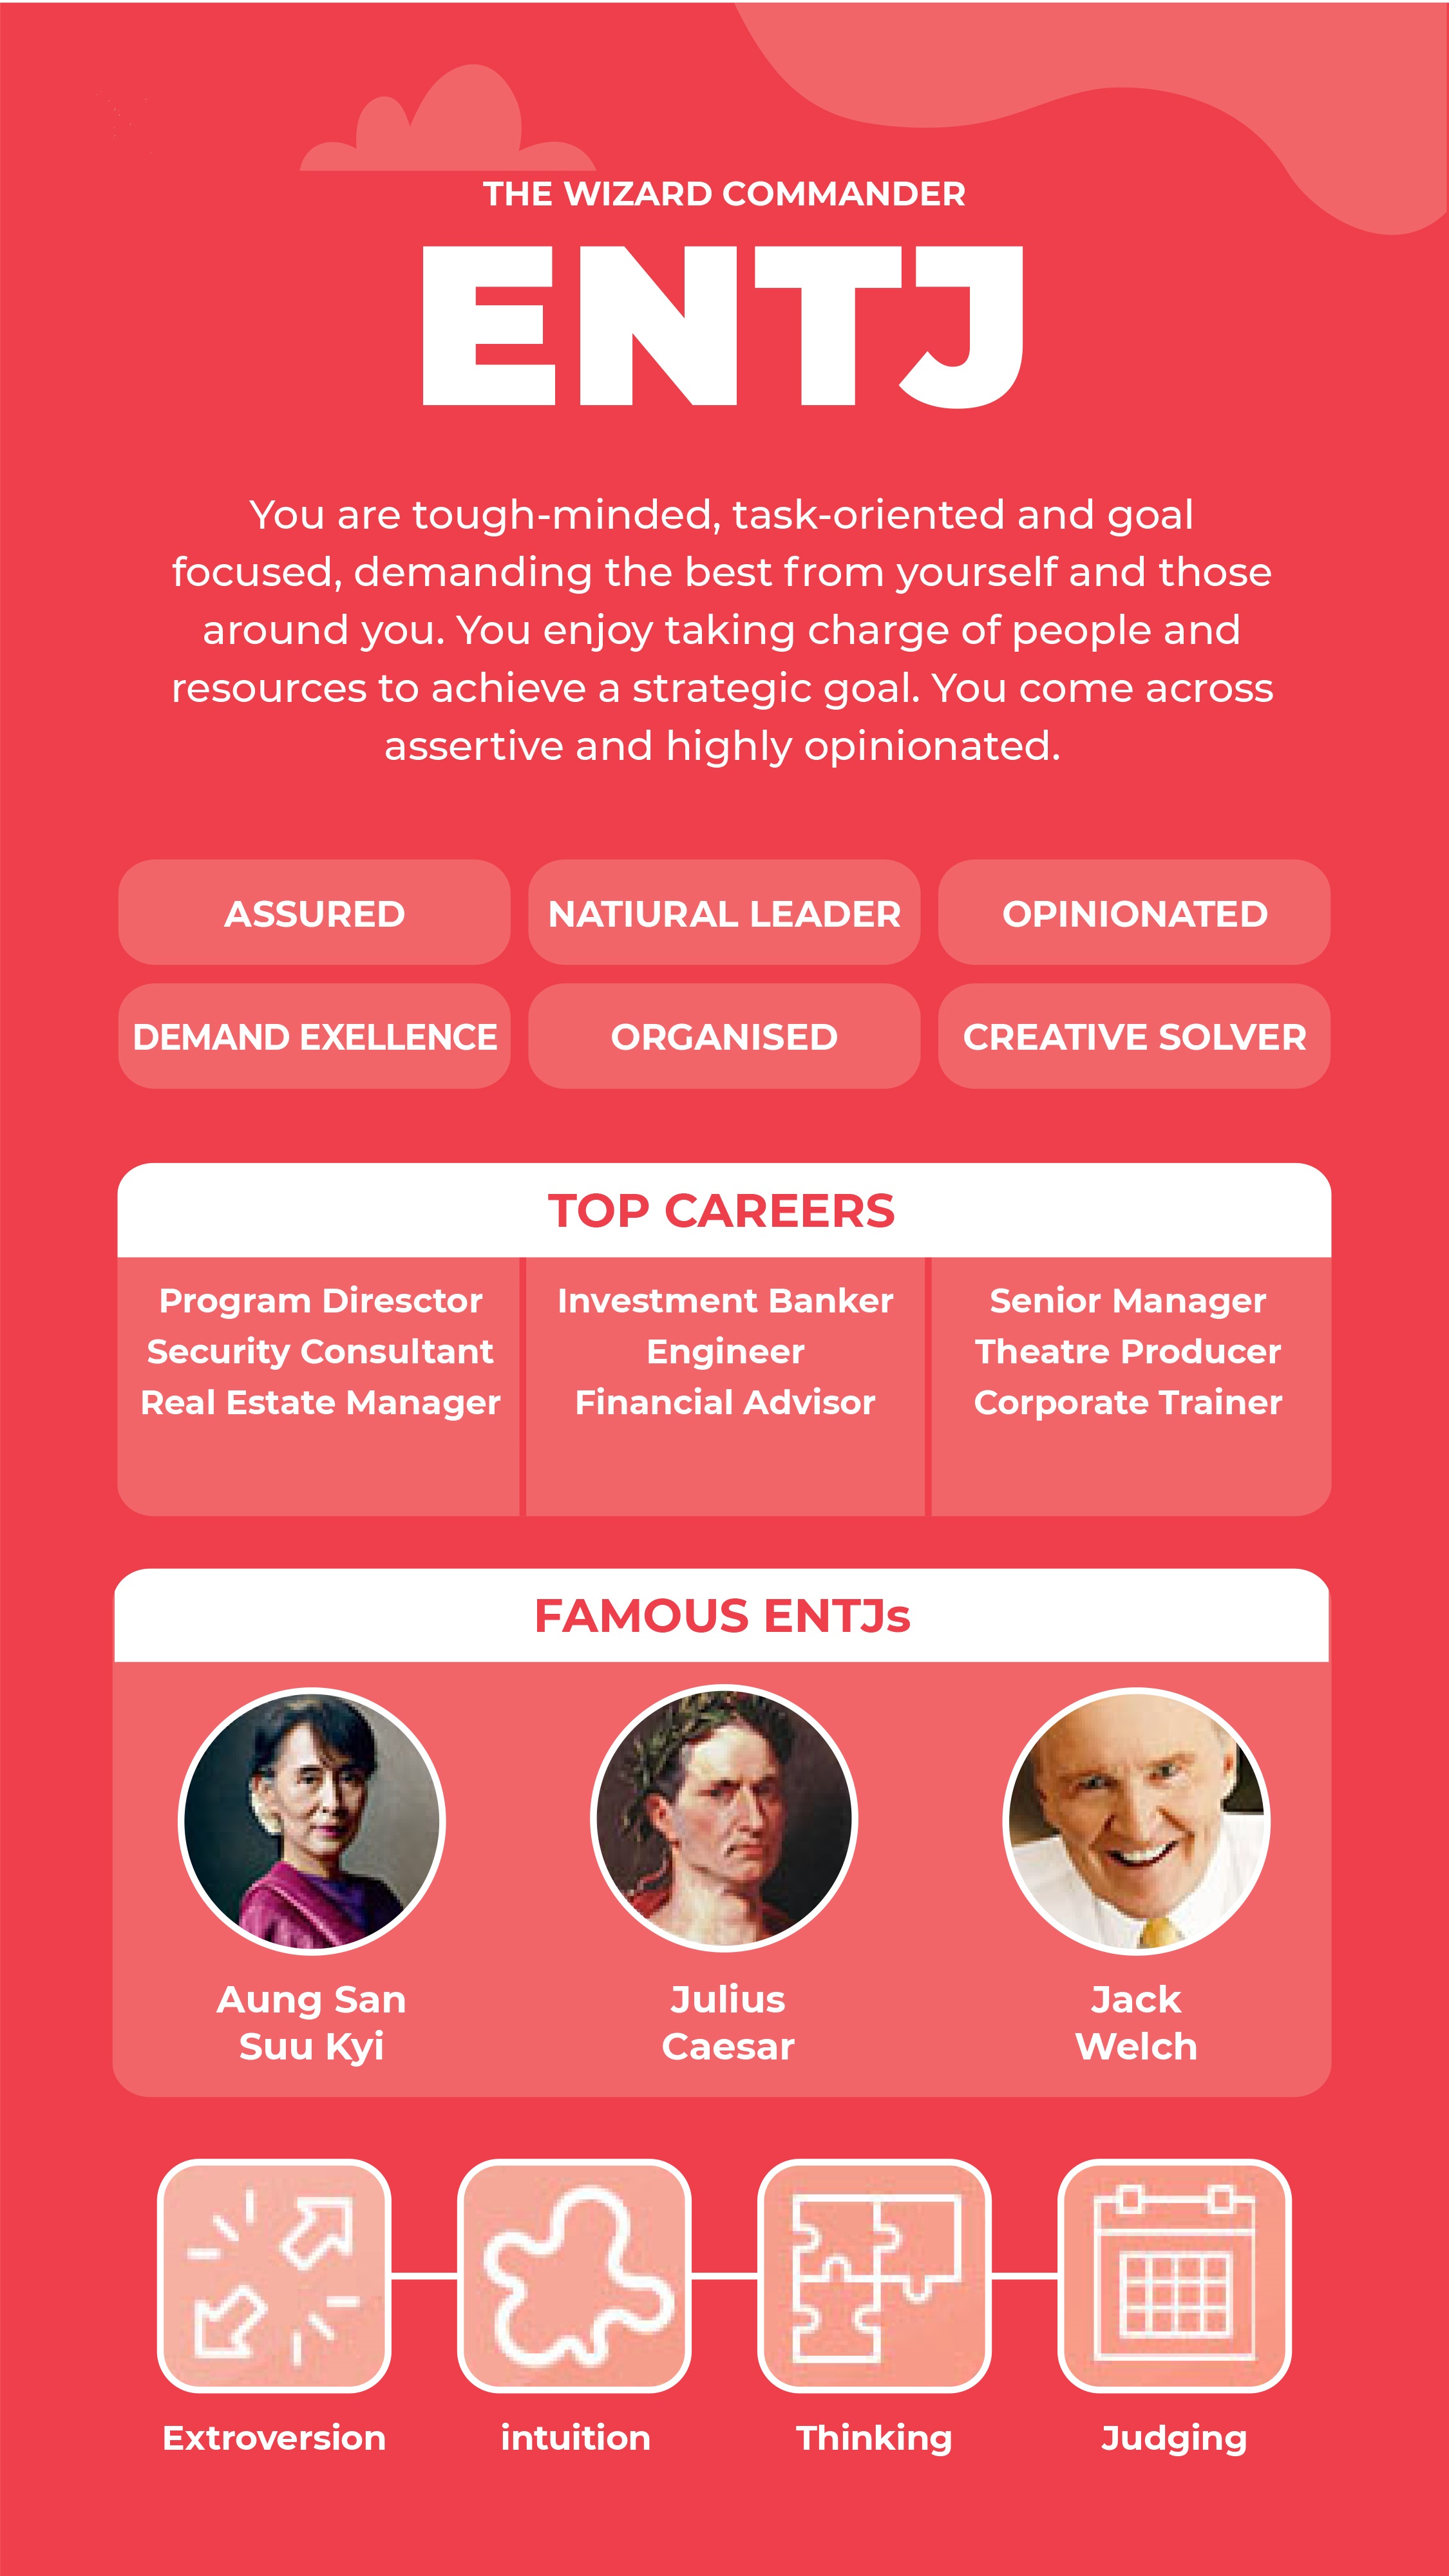 THE WIZARD COMMANDER
ENTJ
You are tough-minded, task-oriented and goal
focused, demanding the best from yourself and those
around you. You enjoy taking charge of people and
resources to achieve a strategic goal. You come across
assertive and highly opinionated.
ASSURED
NATIURAL LEADER
OPINIONATED
DEMAND EXELLENCE
ORGANISED
CREATIVE SOLVER
TOP CAREERS
Program Diresctor
Security Consultant
Real Estate Manager
Investment Banker
Engineer
Financial Advisor
Senior Manager
Theatre Producer
Corporate Trainer
FAMOUS ENTJs
Aung San
Suu Kyi
Julius
Caesar
Jack
Welch
Extroversion
intuition
Thinking
Judging